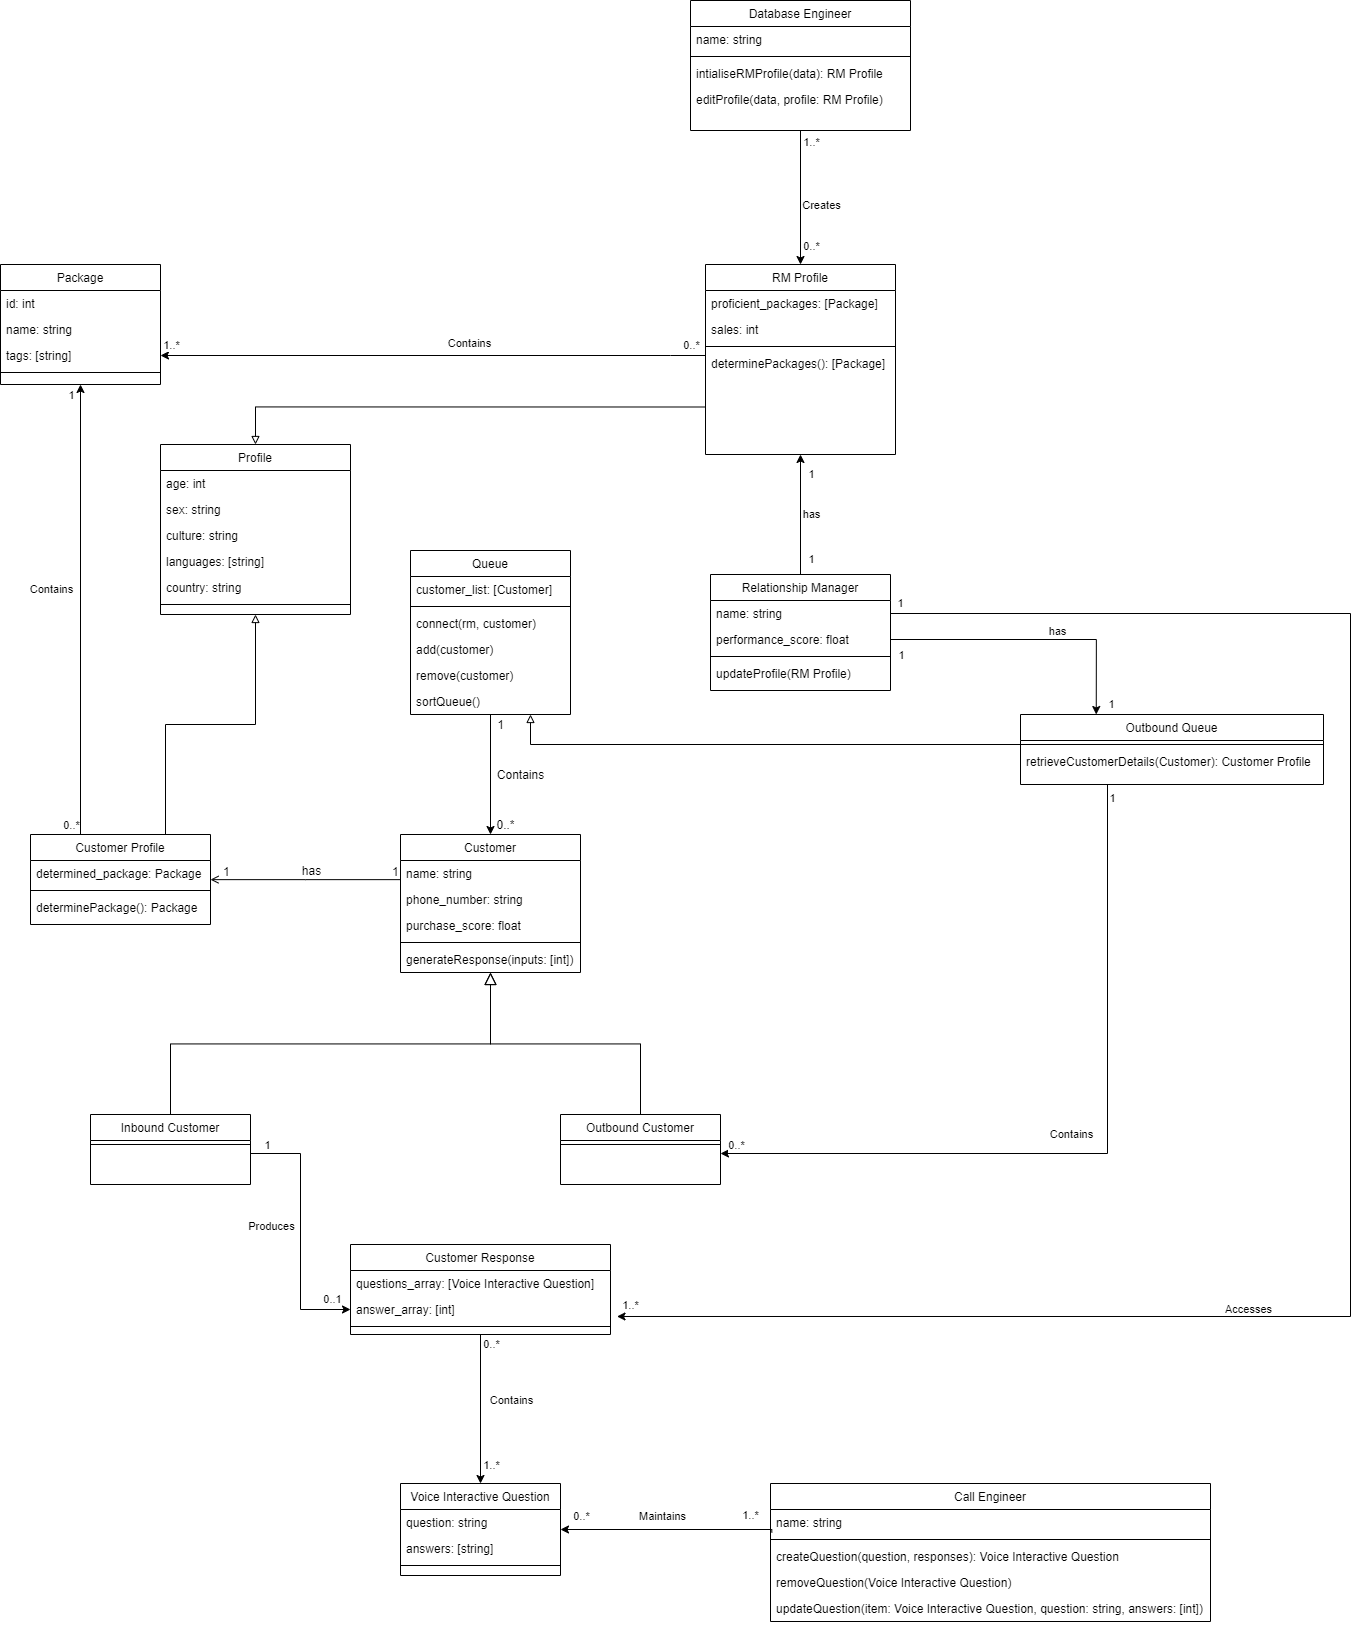 Database Engineer
name: string
intialiseRMProfile(data): RM Profile
editProfile(data, profile: RM Profile)
1..*
Creates
0..*
Package
id: int
name: string
tags: [string]
RM Profile
proficient_packages: [Package]
sales: int
determinePackages(): [Package]
1..*
Contains
0..*
1
Contains
0..*
Profile
age: int
sex: string
culture: string
languages: [string]
country: string
1
has
1
Queue
customer_list: [Customer]
connect(rm, customer)
add(customer)
remove(customer)
sortQueue()
Relationship Manager
name: string
performance_score: float
updateProfile(RM Profile)
1
has
1
1
Outbound Queue
retrieveCustomerDetails(Customer): Customer Profile
1
Contains
0..*
1
Customer Profile
determined_package: Package
determinePackage(): Package
1
has
1
Customer
name: string
phone_number: string
purchase_score: float
generateResponse(inputs: [int])
Inbound Customer
Outbound Customer
0..*
Contains
1
Produces
0..1
Customer Response
questions_array: [Voice Interactive Question]
answer_array: [int]
1..*
Accesses
0..*
Contains
1..*
Voice Interactive Question
question: string
answers: [string]
0..*
Maintains
1..*
Call Engineer
name: string
createQuestion(question, responses): Voice Interactive Question
removeQuestion(Voice Interactive Question)
updateQuestion(item: Voice Interactive Question, question: string, answers: [int])